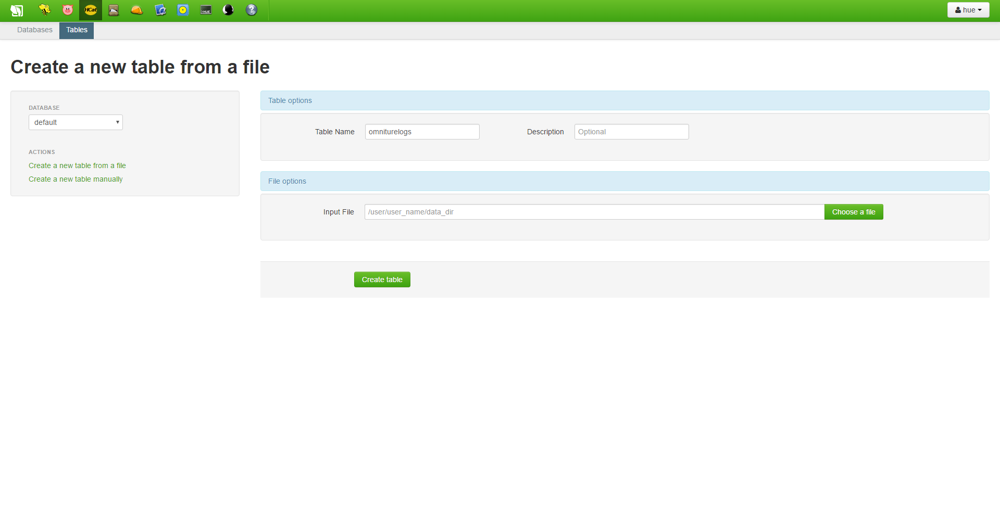 HCat
>HUE
?
hue
Databases
Tables
Create a new table from a file
DATABASE
default
ACTIONS
Create a new table from a file
Create a new table manually
Table options
Table Name
omniturelogs
Description
Optional
File options
Input File
/user/user_name/data_dir
Choose a file
Create table